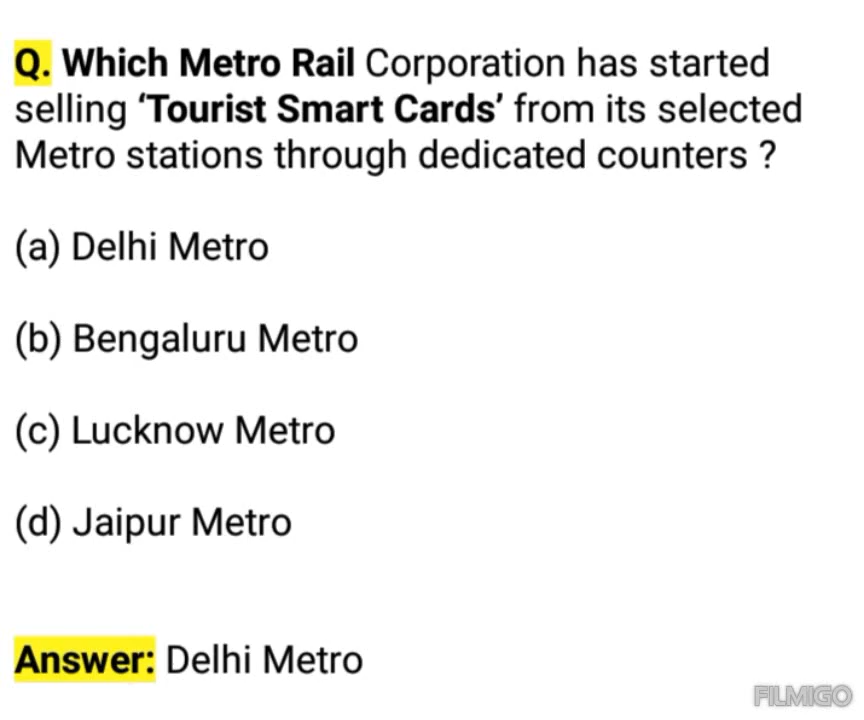 Q. Which Metro Rail Corporation has started
selling ‘Tourist Smart Cards’ from its selected
Metro stations through dedicated counters ?
(a) Delhi Metro
(b) Bengaluru Metro
(c) Lucknow Metro
(d) Jaipur Metro
Answer: Delhi Metro
FILMIGO